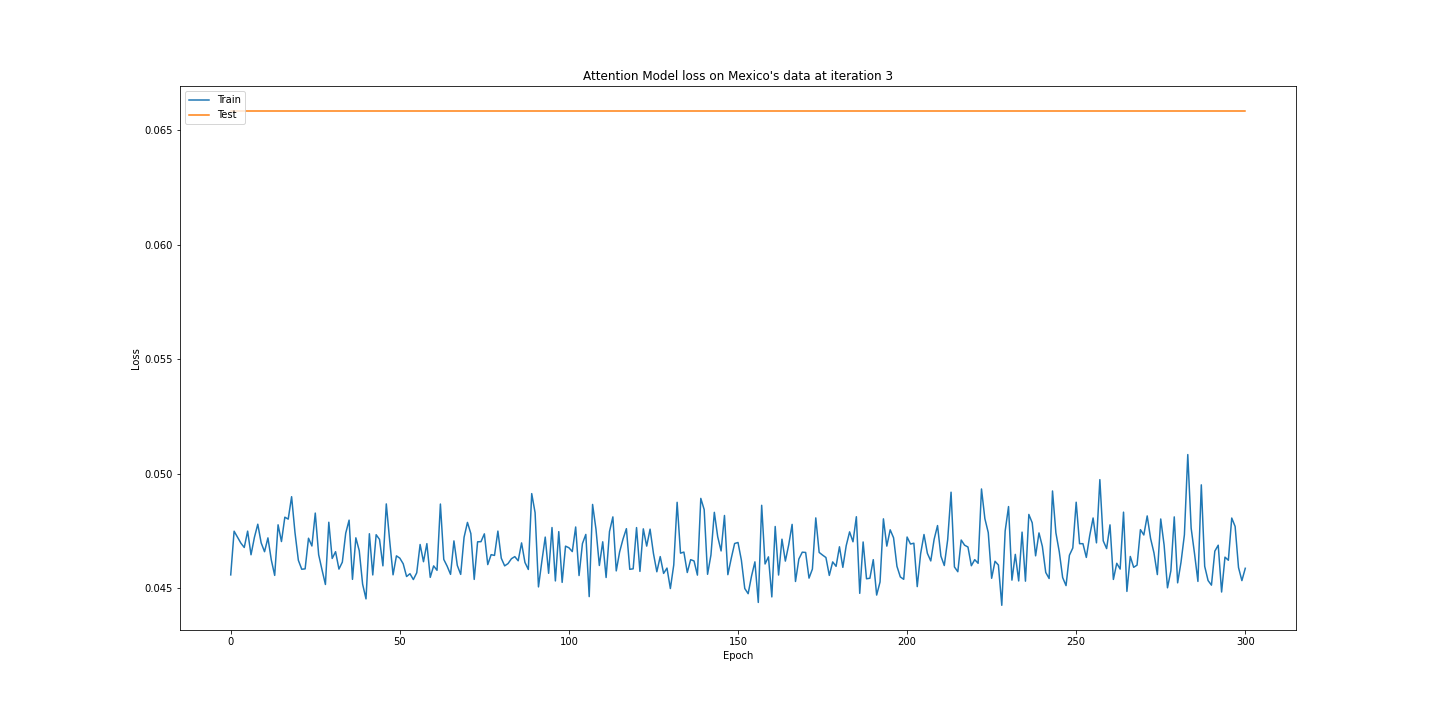 Attention Model loss on Mexico's data at iteration 3
Train
Test
0.065
0.060
0.055
0.050
0.045
Loss
0 50 100 150 200 250 300
Epoch